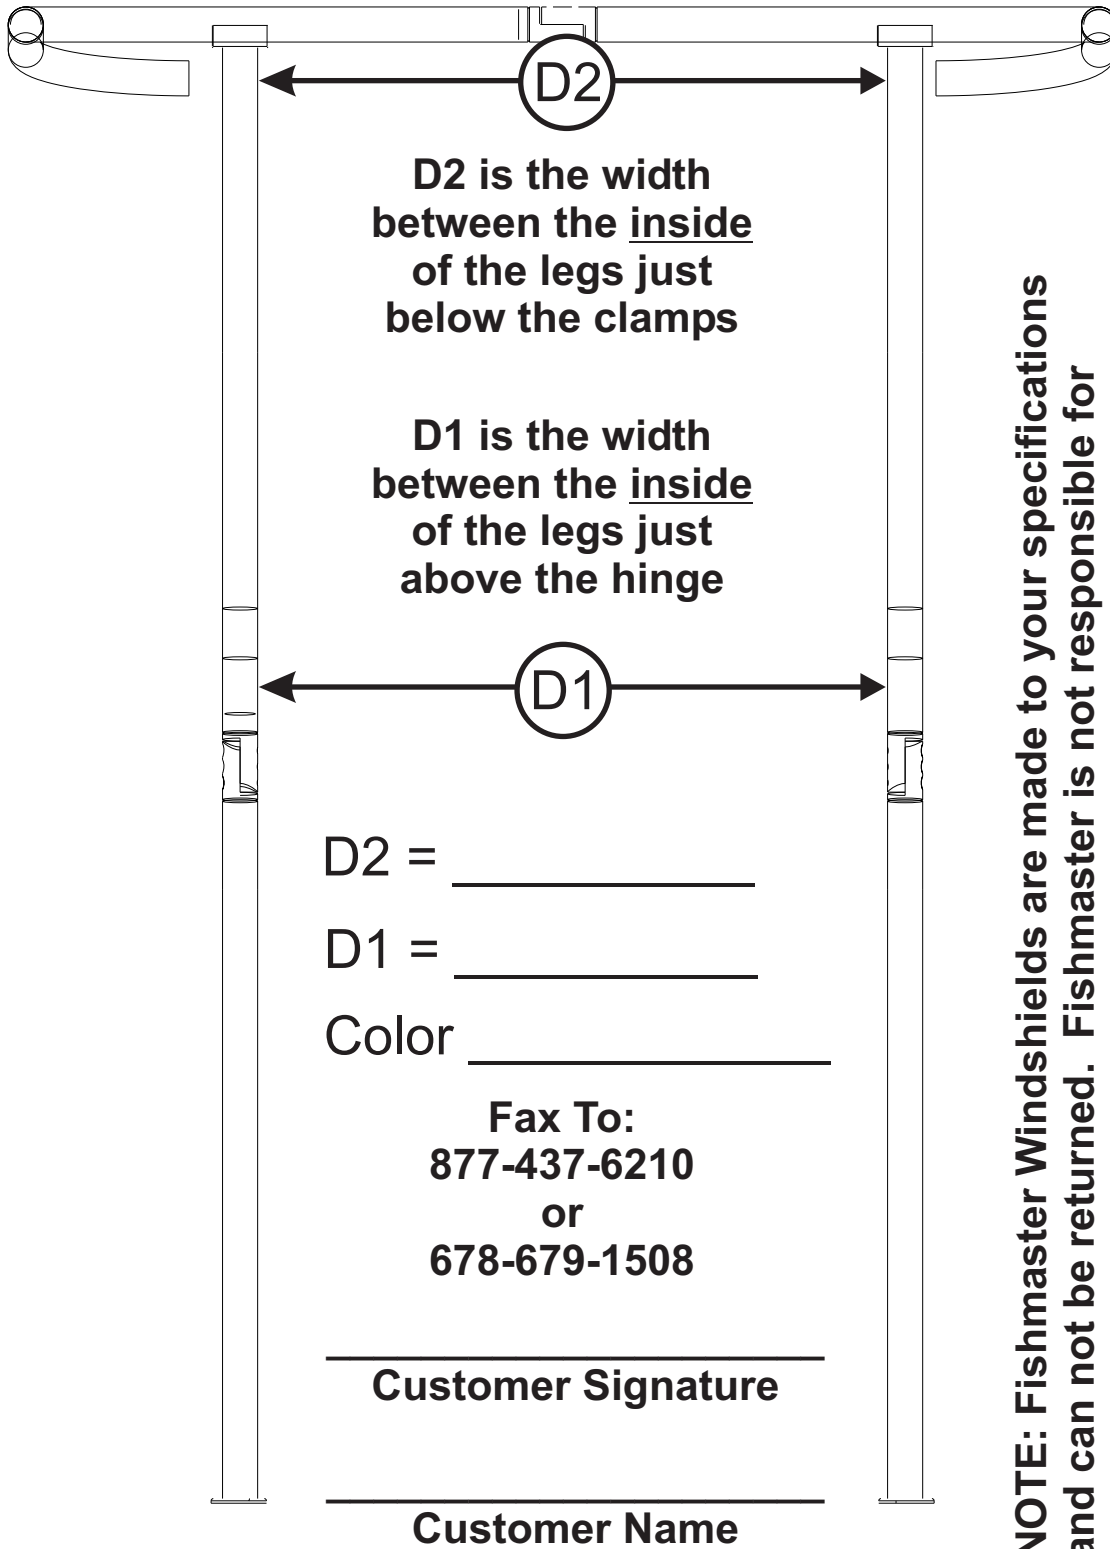 D2
D2 is the width
between the inside
of the legs just
below the clamps
D1 is the width
between the inside
of the legs just
above the hinge
D1
D2 = ____________
D1 = ____________
Color ______________
Fax To:
877-437-6210
or
678-679-1508
Customer Signature
Customer Name
NOTE: Fishmaster Windshields are made to your specifications
and can not be returned.  Fishmaster is not responsible for